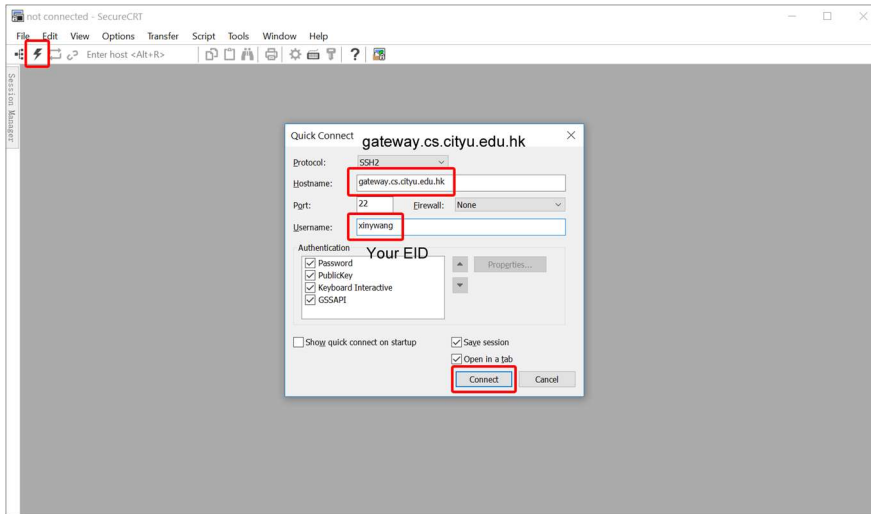 not connected - SecureCRT
File Edit View Options Transfer Script Tools Window Help
Enter host <Alt+R>
Session Manager
Quick Connect
gateway.cs.cityu.edu.hk
Protocol: SSH2
Hostname: gateway.cs.cityu.edu.hk
Port: 22 Firewall: None
Username: xinywang
Authentication
Your EID
Password
PublicKey
Keyboard Interactive
GSSAPI
Properties...
Show quick connect on startup
Save session
Open in a tab
Connect Cancel